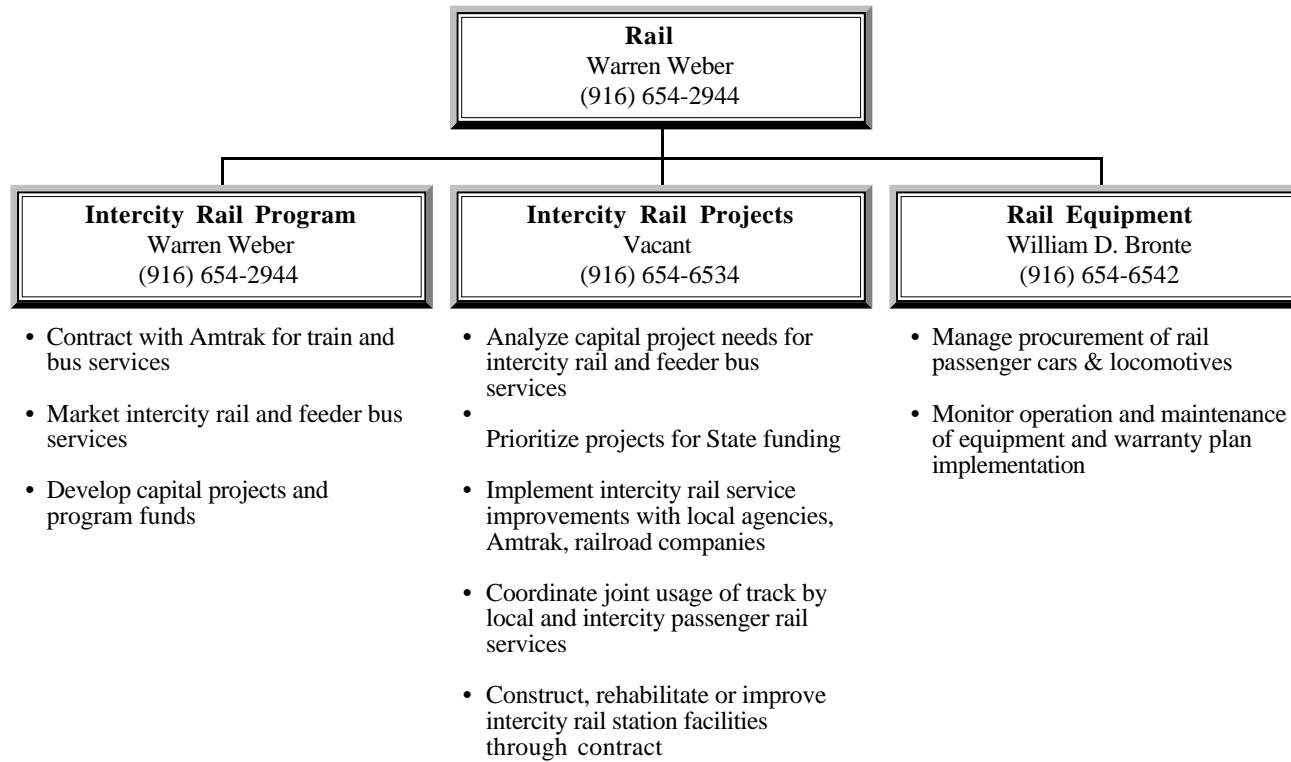 Rail
Warren Weber
(916) 654-2944
Intercity Rail Program
Warren Weber
(916) 654-2944
• Contract with Amtrak for train and
bus services
• Market intercity rail and feeder bus
services
• Develop capital projects and
program funds
Intercity Rail Projects
Vacant
(916) 654-6534
• Analyze capital project needs for
intercity rail and feeder bus
services
•
Prioritize projects for State funding
• Implement intercity rail service
improvements with local agencies,
Amtrak, railroad companies
• Coordinate joint usage of track by
local and intercity passenger rail
services
• Construct, rehabilitate or improve
intercity rail station facilities
through contract
Rail Equipment
William D. Bronte
(916) 654-6542
• Manage procurement of rail
passenger cars & locomotives
• Monitor operation and maintenance
of equipment and warranty plan
implementation